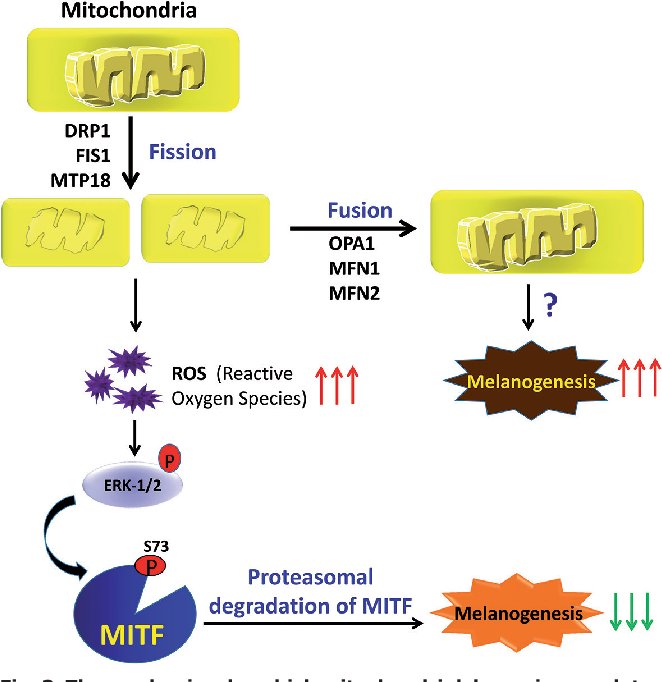 Mitochondria
DRP1
FIS1
MTP18
Fission
Fusion
OPA1
MFN1
MFN2
?
Melanogenesis
ROS (Reactive
Oxygen Species)
P
ERK-1/2
S73
P
MITF
Proteasomal
degradation of MITF
Melanogenesis